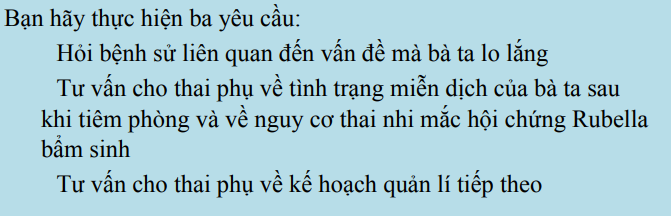 Bạn hãy thực hiện ba yêu cầu:
Hỏi bệnh sử liên quan đến vấn đề mà bà ta lo lắng
Tư vấn cho thai phụ về tình trạng miễn dịch của bà ta sau
khi tiêm phòng và về nguy cơ thai nhi mắc hội chứng Rubella
bẩm sinh
Tư vấn cho thai phụ về kế hoạch quản lí tiếp theo